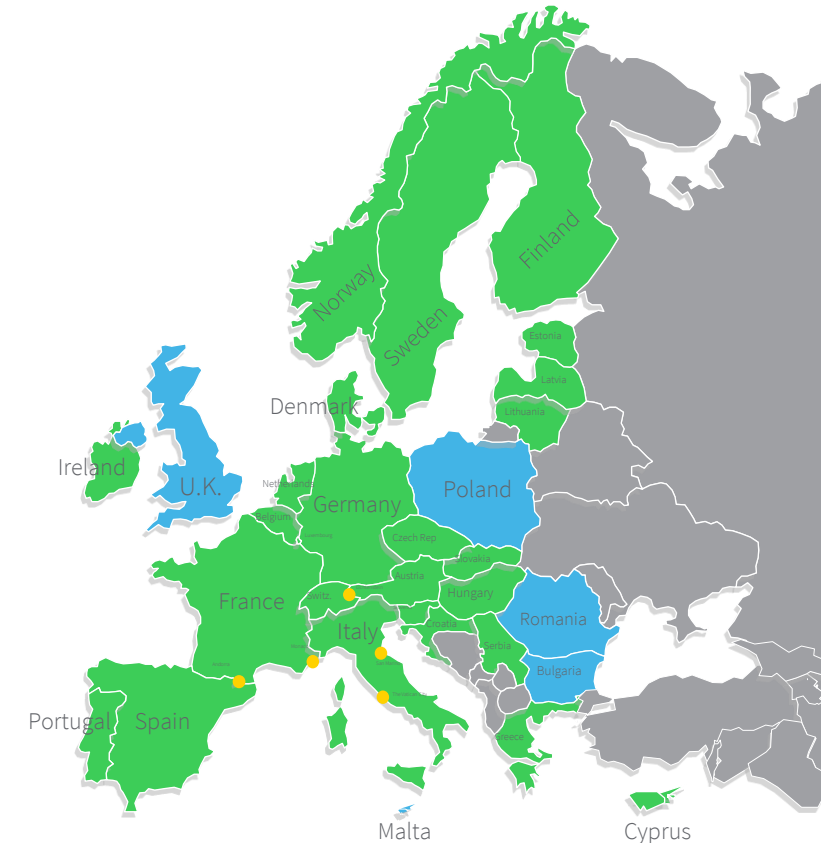 Finland
Norway
Sweden
Estonia
Latvia
Denmark
Lithuania
Ireland
Netherlands
U.K.
Poland
Germany
Belgium
Luxembourg
Czech Rep
Slovakia
Austria
Switz.
France
Hungary
Romania
Croatia
Italy
Serbia
Bulgaria
Portugal
Spain
Greece
Malta
Cyprus